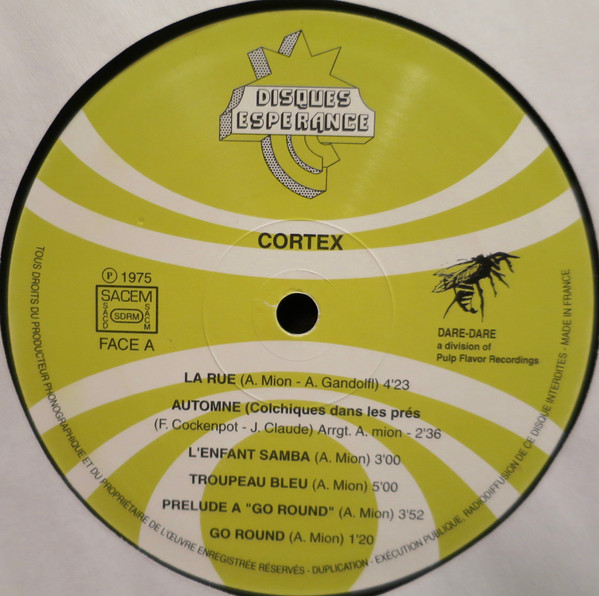 DISQUES
ESPERANCE
CORTEX
℗ 1975
SACEM
SACD
SDRM
SACM
FACE A
DARE-DARE
a division of
Pulp Flavor Recordings
LA RUE (A. Mion - A. Gandolfi) 4'23
AUTOMNE (Colchiques dans les prés
(F. Cockenpot - J. Claude) Arrgt. A. mion - 2'36
L'ENFANT SAMBA (A. Mion) 3'00
TROUPEAU BLEU (A. Mion) 5'00
PRELUDE A "GO ROUND" (A. Mion) 3'52
GO ROUND (A. Mion) 1'20
TOUS DROITS DU PRODUCTEUR PHONOGRAPHIQUE ET DU PROPRIÉTAIRE DE L'ŒUVRE ENREGISTRÉE RÉSERVÉS - DUPLICATION - EXÉCUTION PUBLIQUE, RADIODIFFUSION DE CE DISQUE INTERDITES - MADE IN FRANCE